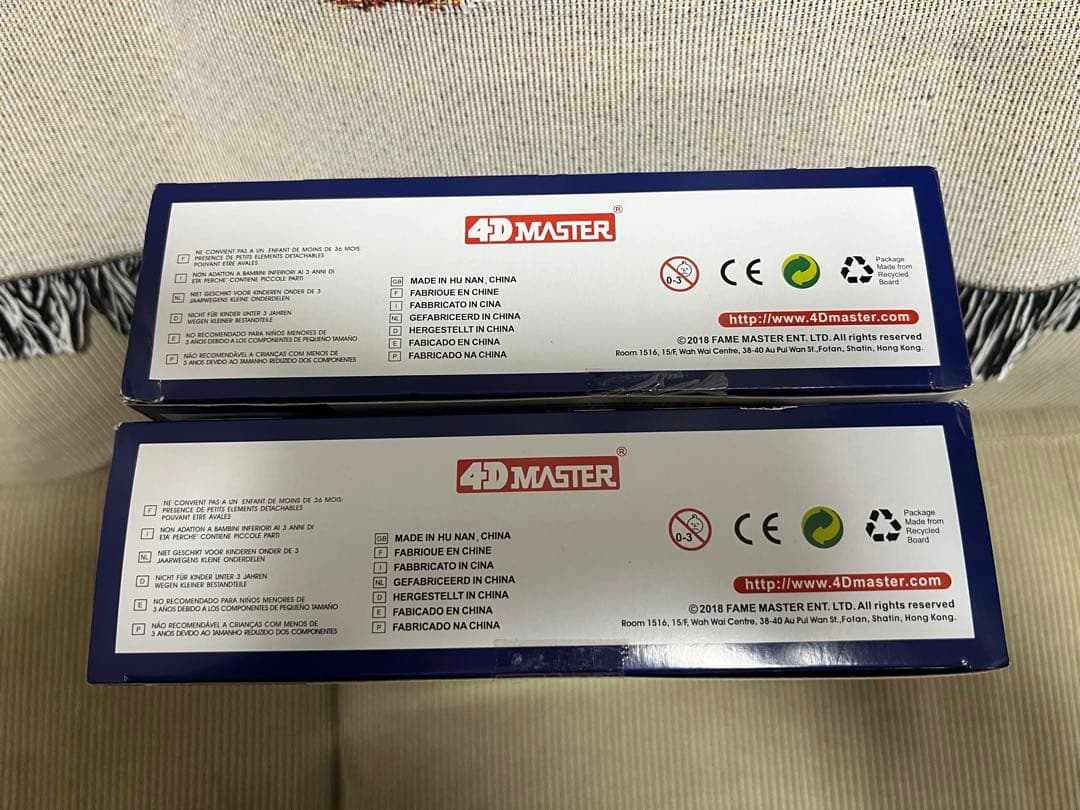 4D MASTER ®
F NE CONVIENT PAS A UN ENFANT DE MOINS DE 36 MOIS:
PRESENCE DE PETITS ELEMENTS DETACHABLES
POUVANT ETRE AVALES
I NON ADATTON A BAMBINI INFERIORI AI 3 ANNI DI
ETA' PERCHE' CONTIENE PICCOLE PARTI
NL NIET GESCHIKT VOOR KINDEREN ONDER DE 3
JAARWEGENS KLEINE ONDERDELEN
D NICHT FÜR KINDER UNTER 3 JAHREN
WEGEN KLEINER BESTANDTEILE
E NO RECOMENDADO PARA NIÑOS MENORES DE
3 AÑOS DEBIDO A LOS COMPONENTES DE PEQUEÑO TAMAÑO
P NÃO RECOMENDÁVEL A CRIANÇAS COM MENOS DE
3 ANOS DEVIDO AO TAMANHO REDUZIDO DOS COMPONENTES
GB MADE IN HU NAN, CHINA
F FABRIQUE EN CHINE
I FABBRICATO IN CINA
NL GEFABRICEERD IN CHINA
D HERGESTELLT IN CHINA
E FABICADO EN CHINA
P FABRICADO NA CHINA
0-3
CE
Package
Made from
Recycled
Board
http://www.4Dmaster.com
©2018 FAME MASTER ENT. LTD. All rights reserved
Room 1516, 15/F, Wah Wai Centre, 38-40 Au Pui Wan St.,Fotan, Shatin, Hong Kong.
4D MASTER ®
F NE CONVIENT PAS A UN ENFANT DE MOINS DE 36 MOIS:
PRESENCE DE PETITS ELEMENTS DETACHABLES
POUVANT ETRE AVALES
I NON ADATTON A BAMBINI INFERIORI AI 3 ANNI DI
ETA' PERCHE' CONTIENE PICCOLE PARTI
NL NIET GESCHIKT VOOR KINDEREN ONDER DE 3
JAARWEGENS KLEINE ONDERDELEN
D NICHT FÜR KINDER UNTER 3 JAHREN
WEGEN KLEINER BESTANDTEILE
E NO RECOMENDADO PARA NIÑOS MENORES DE
3 AÑOS DEBIDO A LOS COMPONENTES DE PEQUEÑO TAMAÑO
P NÃO RECOMENDÁVEL A CRIANÇAS COM MENOS DE
3 ANOS DEVIDO AO TAMANHO REDUZIDO DOS COMPONENTES
GB MADE IN HU NAN, CHINA
F FABRIQUE EN CHINE
I FABBRICATO IN CINA
NL GEFABRICEERD IN CHINA
D HERGESTELLT IN CHINA
E FABICADO EN CHINA
P FABRICADO NA CHINA
0-3
CE
Package
Made from
Recycled
Board
http://www.4Dmaster.com
©2018 FAME MASTER ENT. LTD. All rights reserved
Room 1516, 15/F, Wah Wai Centre, 38-40 Au Pui Wan St.,Fotan, Shatin, Hong Kong.